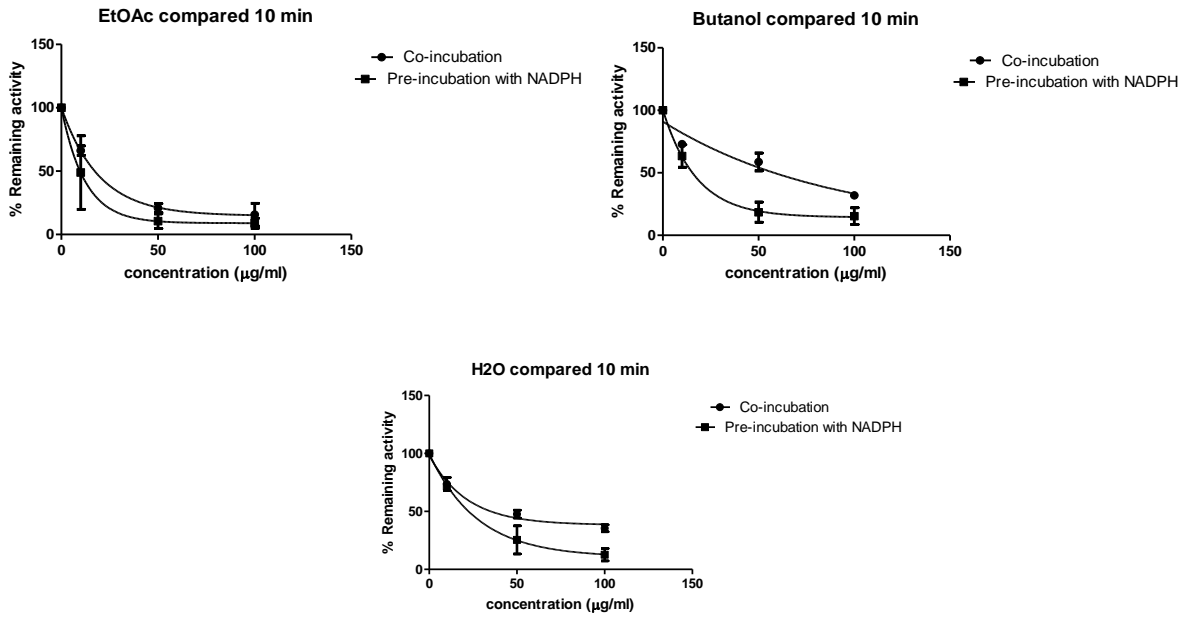 EtOAc compared 10 min
% Remaining activity
150
100
50
0
0 50 100 150
concentration (µg/ml)
Co-incubation
Pre-incubation with NADPH
Butanol compared 10 min
% Remaining activity
150
100
50
0
0 50 100 150
concentration (µg/ml)
Co-incubation
Pre-incubation with NADPH
H2O compared 10 min
% Remaining activity
150
100
50
0
0 50 100 150
concentration (µg/ml)
Co-incubation
Pre-incubation with NADPH